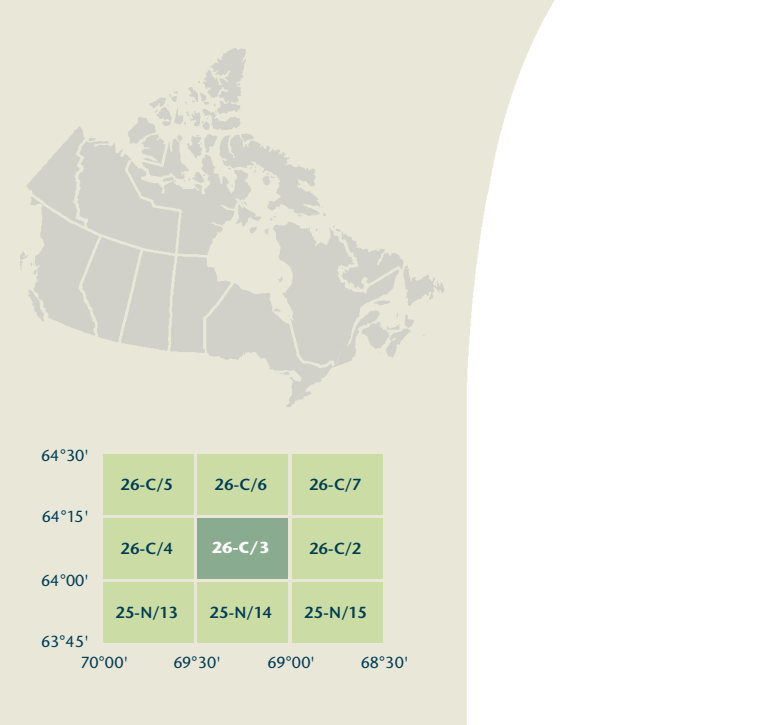 64°30'
26-C/5 26-C/6 26-C/7
64°15'
26-C/4 26-C/3 26-C/2
64°00'
25-N/13 25-N/14 25-N/15
63°45'
70°00' 69°30' 69°00' 68°30'